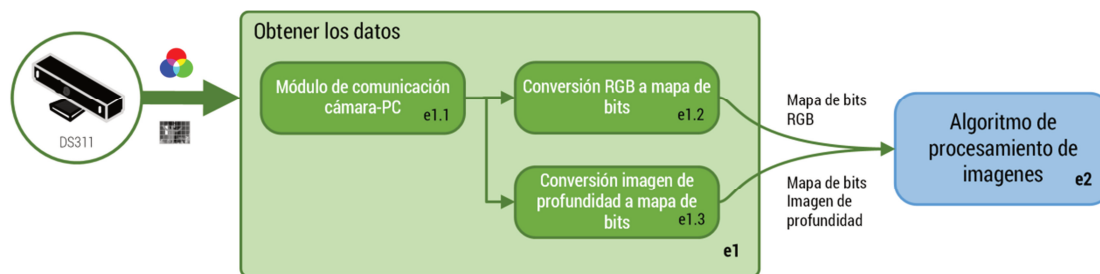 Obtener los datos
DS311
Módulo de comunicación
cámara-PC
e1.1
Conversión RGB a mapa de
bits
e1.2
Conversión imagen de
profundidad a mapa de
bits
e1.3
e1
Mapa de bits
RGB
Mapa de bits
Imagen de
profundidad
Algoritmo de
procesamiento de
imagenes
e2